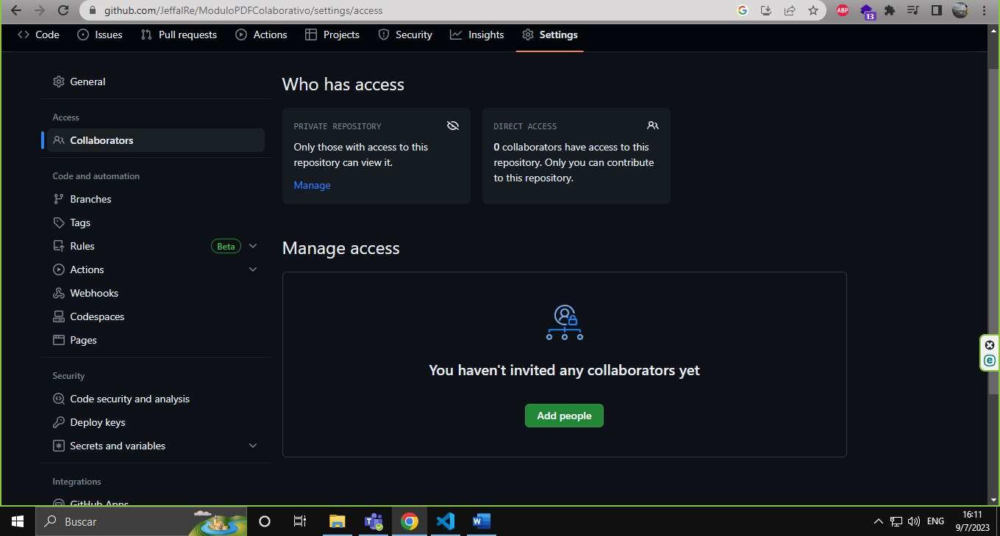 github.com/JeffalRe/ModuloPDFColaborativo/settings/access
ABP
13
Code
Issues
Pull requests
Actions
Projects
Security
Insights
Settings
General
Access
Collaborators
Code and automation
Branches
Tags
Rules
Beta
Actions
Webhooks
Codespaces
Pages
Security
Code security and analysis
Deploy keys
Secrets and variables
Integrations
GitHub Apps
Who has access
PRIVATE REPOSITORY
Only those with access to this
repository can view it.
Manage
DIRECT ACCESS
0 collaborators have access to this
repository. Only you can contribute
to this repository.
Manage access
You haven't invited any collaborators yet
Add people
Buscar
ENG
16:11
9/7/2023